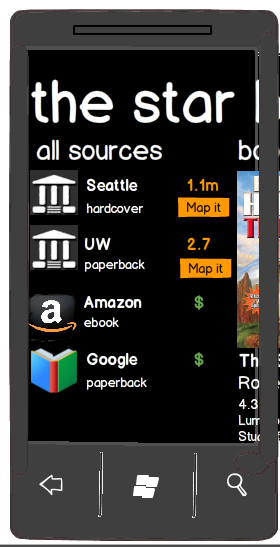 the star
all sources
Seattle 1.1m
hardcover Map it
UW 2.7
paperback Map it
Amazon $
ebook
Google $
paperback
Th
Ro
4.3
Lum
Stu